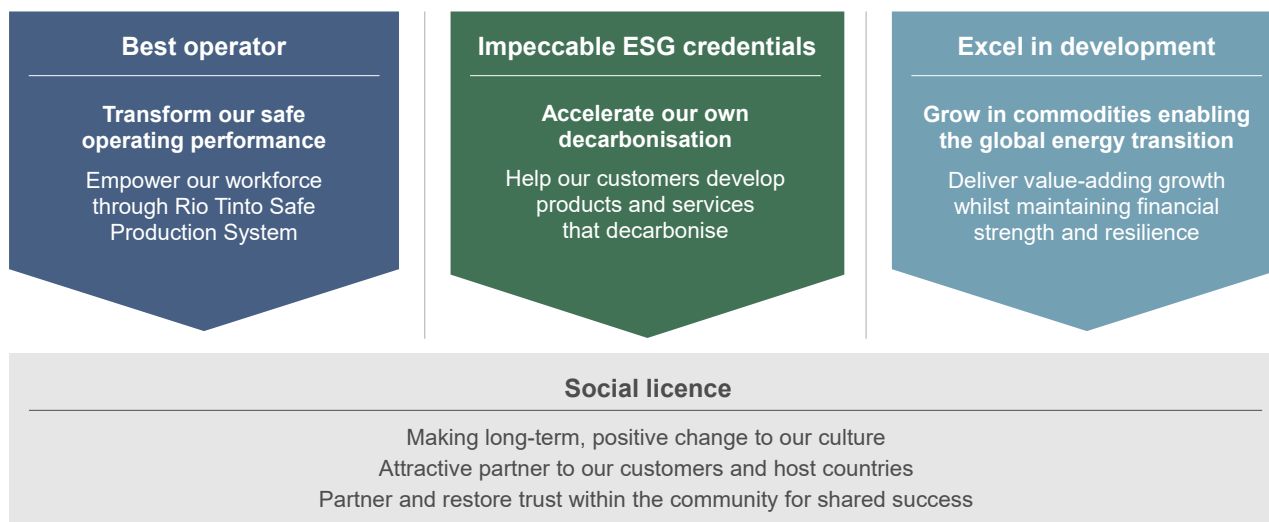 Best operator
Transform our safe
operating performance
Empower our workforce
through Rio Tinto Safe
Production System
Impeccable ESG credentials
Accelerate our own
decarbonisation
Help our customers develop
products and services
that decarbonise
Excel in development
Grow in commodities enabling
the global energy transition
Deliver value-adding growth
whilst maintaining financial
strength and resilience
Social licence
Making long-term, positive change to our culture
Attractive partner to our customers and host countries
Partner and restore trust within the community for shared success